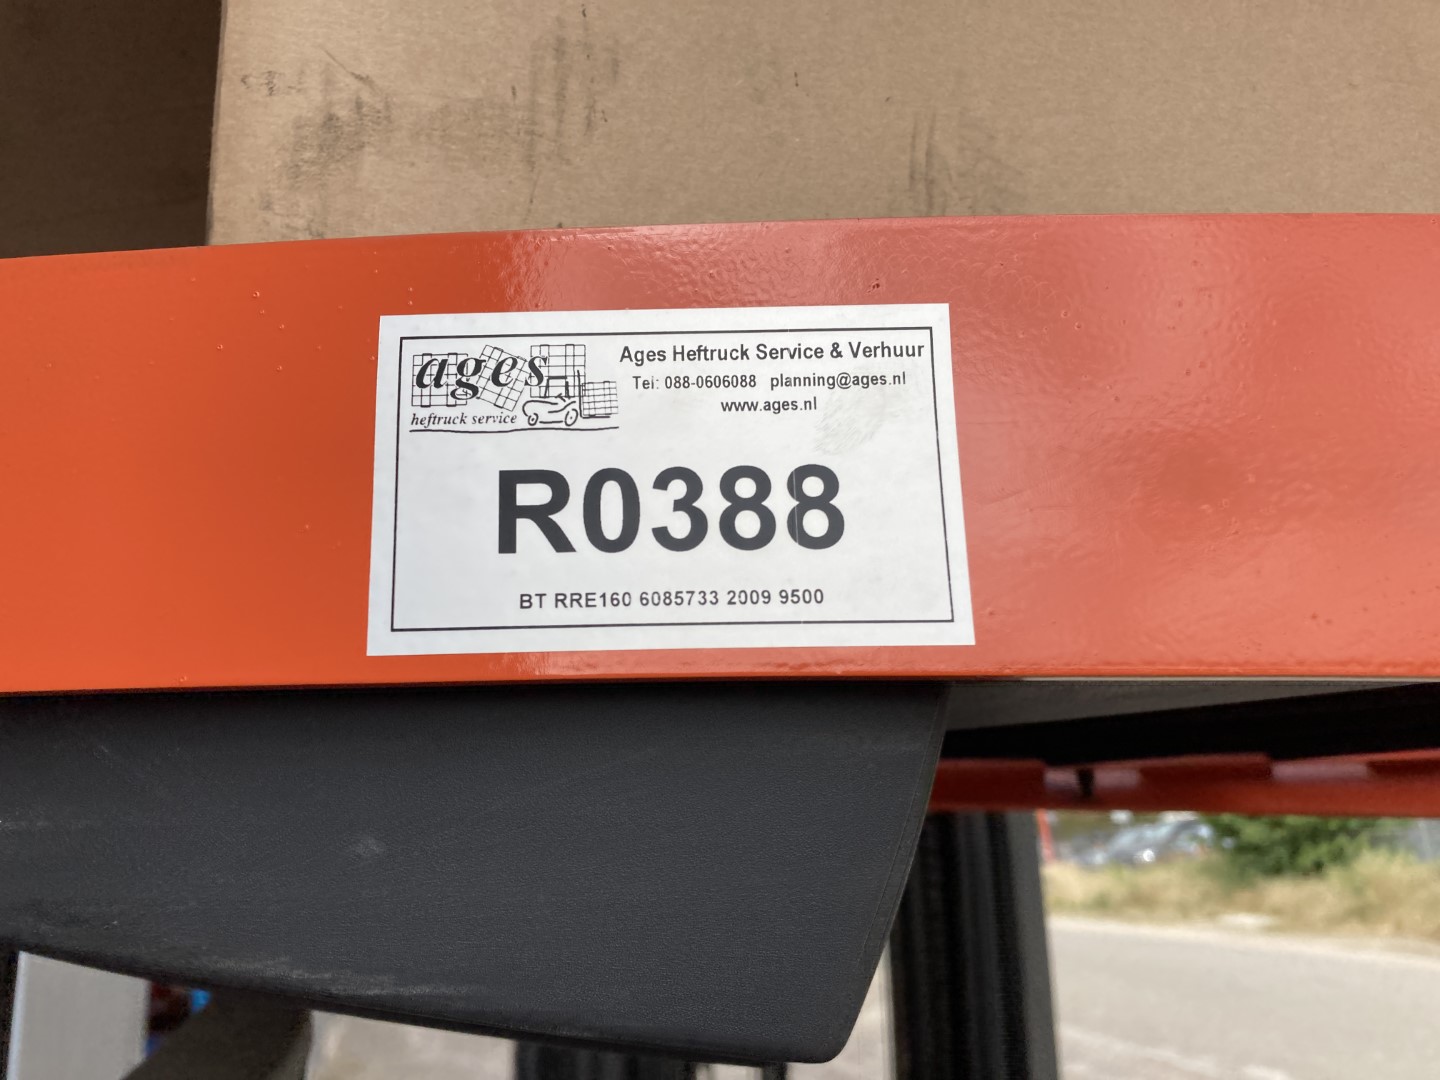 ages
heftruck service
Ages Heftruck Service & Verhuur
Tel: 088-0606088 planning@ages.nl
www.ages.nl
R0388
BT RRE160 6085733 2009 9500